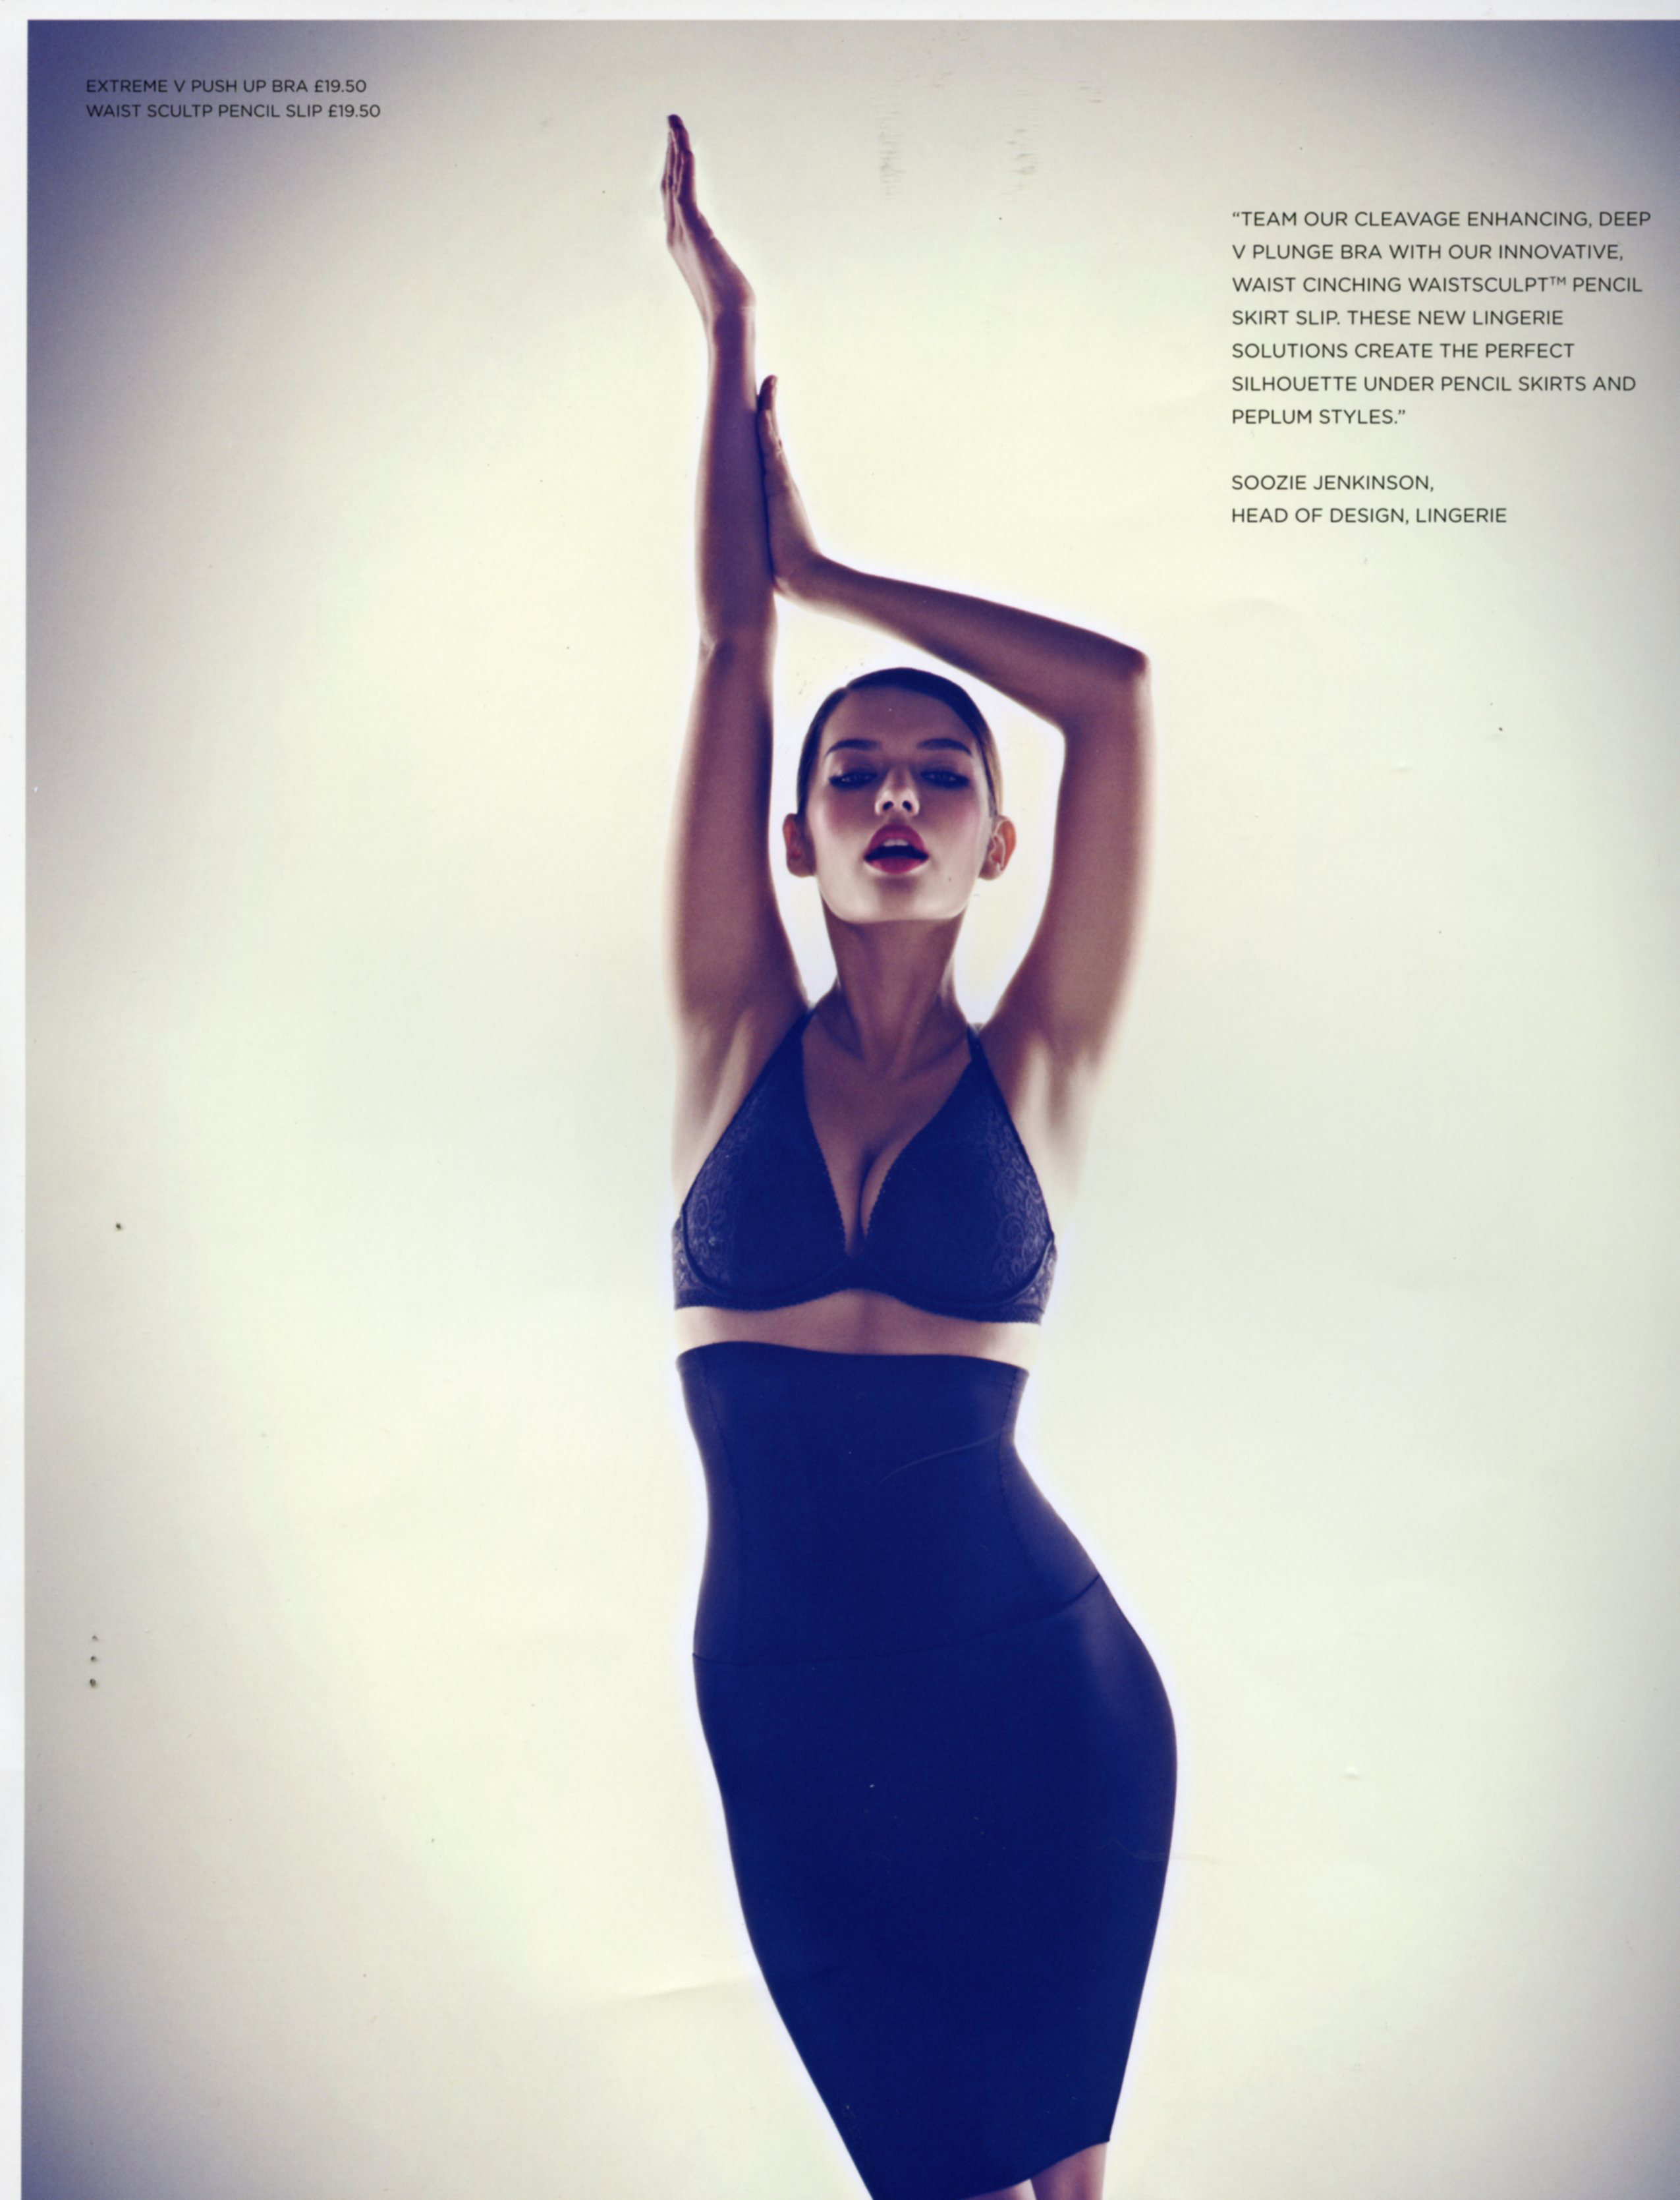 EXTREME V PUSH UP BRA £19.50
WAIST SCULTP PENCIL SLIP £19.50
“TEAM OUR CLEAVAGE ENHANCING, DEEP
V PLUNGE BRA WITH OUR INNOVATIVE,
WAIST CINCHING WAISTSCULPT™ PENCIL
SKIRT SLIP. THESE NEW LINGERIE
SOLUTIONS CREATE THE PERFECT
SILHOUETTE UNDER PENCIL SKIRTS AND
PEPLUM STYLES.”
SOOZIE JENKINSON,
HEAD OF DESIGN, LINGERIE